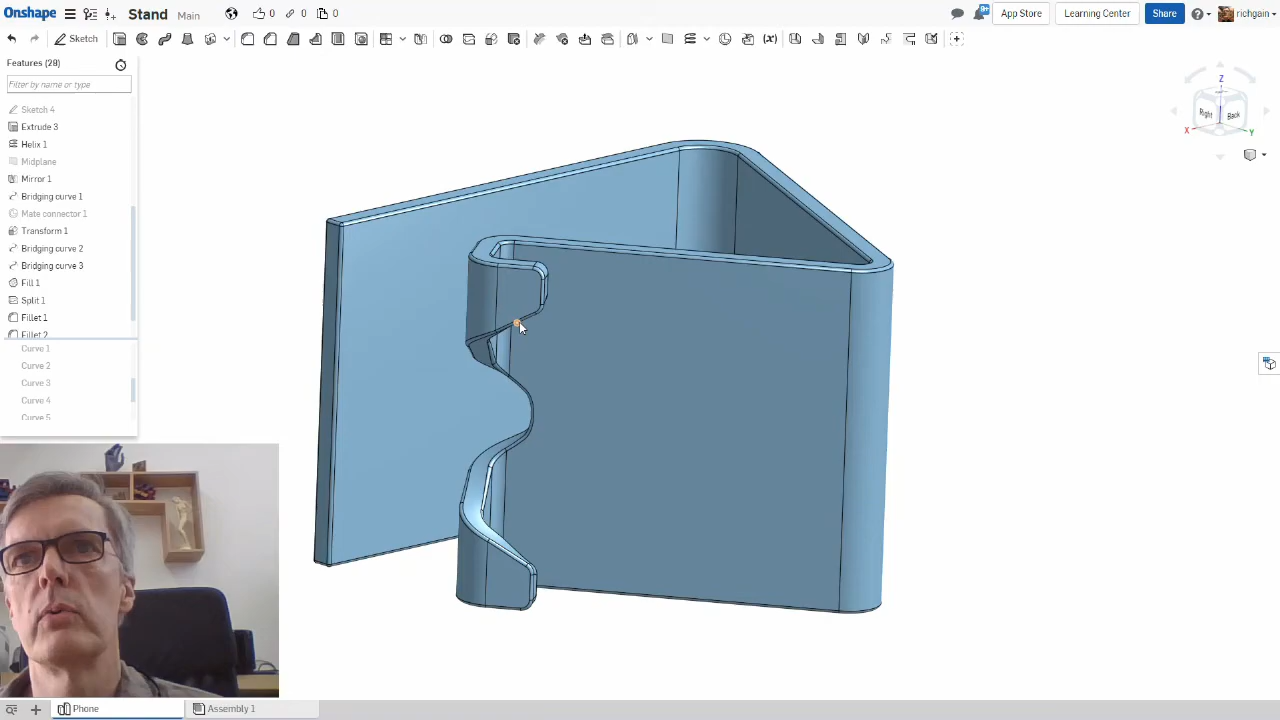 Onshape Stand Main 0 0 0 App Store Learning Center Share richgain
Sketch (x)
Features (28)
Filter by name or type
Sketch 4
Extrude 3
Helix 1
Midplane
Mirror 1
Bridging curve 1
Mate connector 1
Transform 1
Bridging curve 2
Bridging curve 3
Fill 1
Split 1
Fillet 1
Fillet 2
Curve 1
Curve 2
Curve 3
Curve 4
Curve 5
Z
Right Back
X Y
Phone Assembly 1